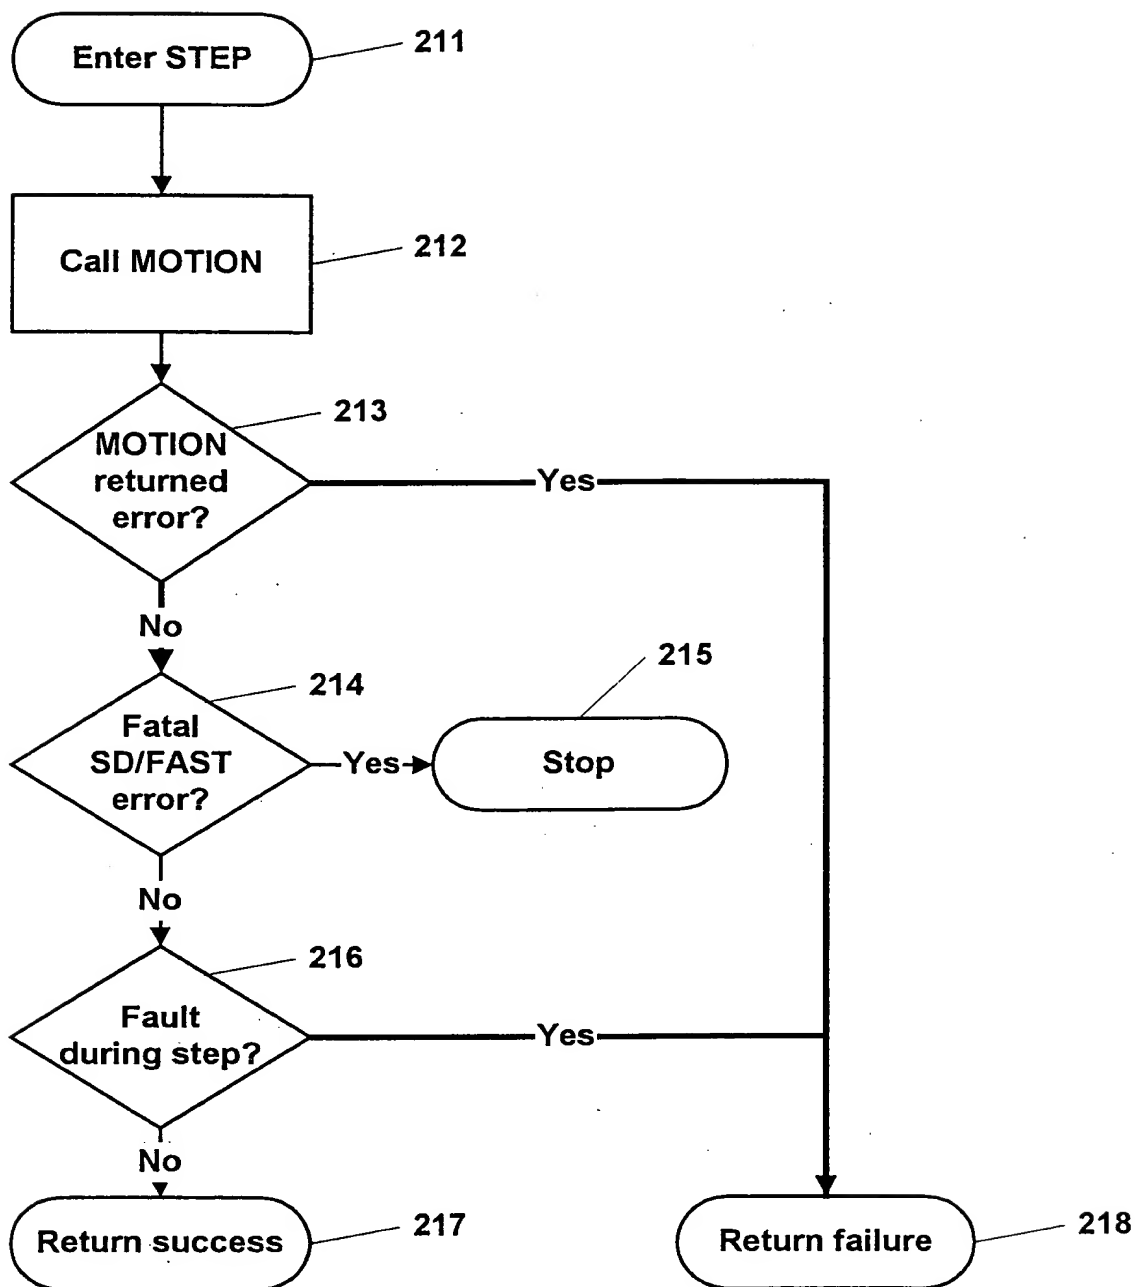 Enter STEP
211
Call MOTION
212
MOTION
returned
error?
213
Yes
No
Fatal
SD/FAST
error?
214
Yes
Stop
215
No
Fault
during step?
216
Yes
No
Return success
217
Return failure
218